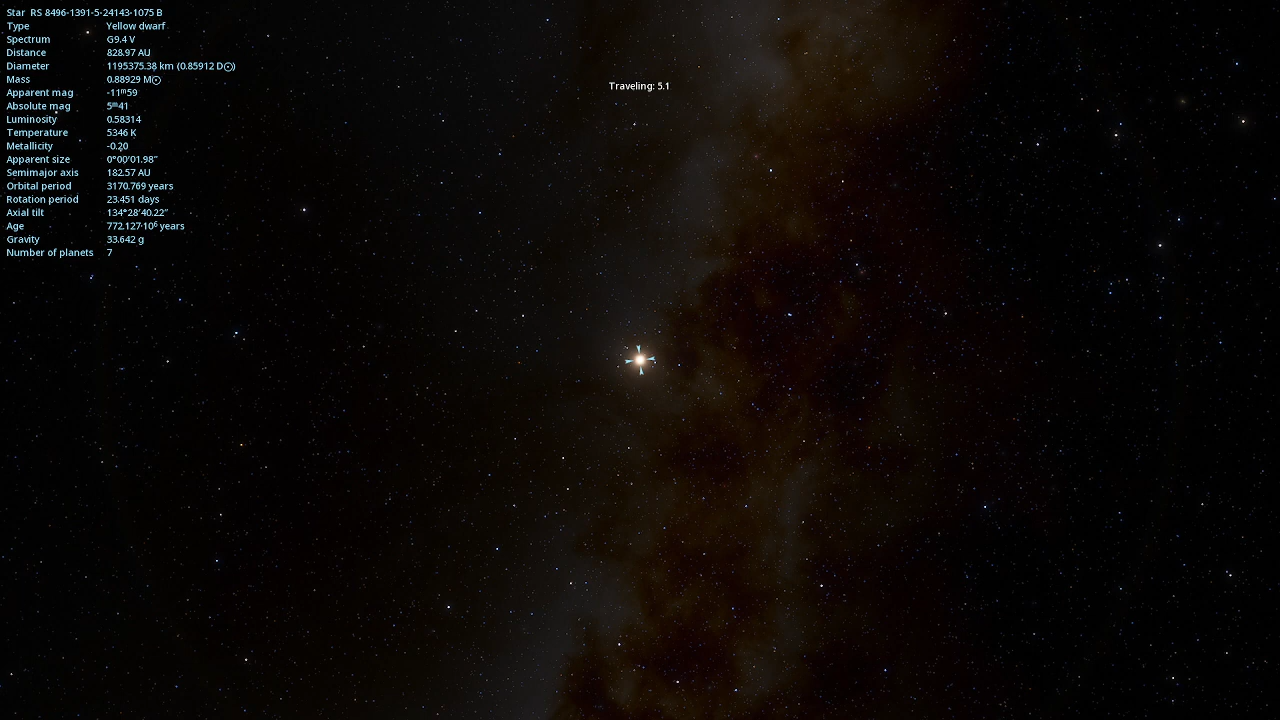 Star RS 8496-1391-5-24143-1075 B
Type Yellow dwarf
Spectrum G9.4 V
Distance 828.97 AU
Diameter 1195375.38 km (0.85912 D☉)
Mass 0.88929 M☉
Apparent mag -11ᵐ59
Absolute mag 5ᵐ41
Luminosity 0.58314
Temperature 5346 K
Metallicity -0.20
Apparent size 0°00'01.98"
Semimajor axis 182.57 AU
Orbital period 3170.769 years
Rotation period 23.451 days
Axial tilt 134°28'40.22"
Age 772.127·10⁶ years
Gravity 33.642 g
Number of planets 7
Traveling: 5.1